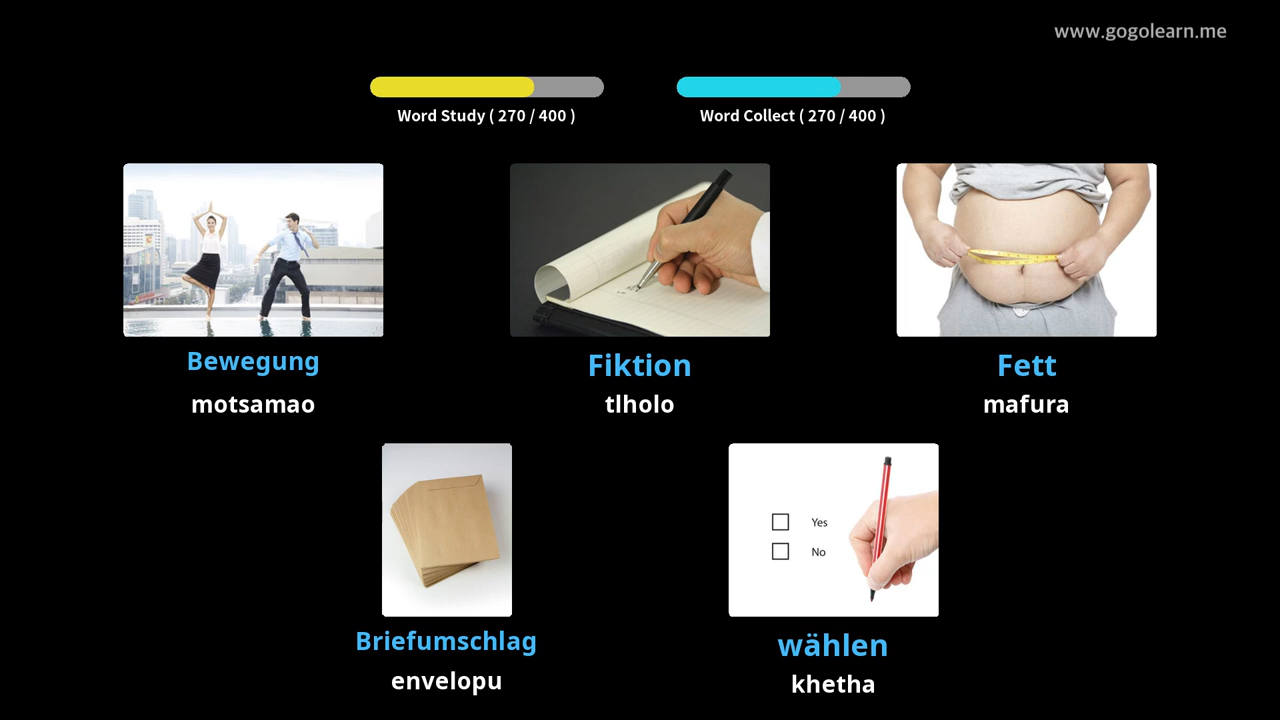 www.gogolearn.me
Word Study ( 270 / 400 )
Word Collect ( 270 / 400 )
Bewegung
motsamao
Fiktion
tlholo
Fett
mafura
Yes
No
Briefumschlag
envelopu
wählen
khetha